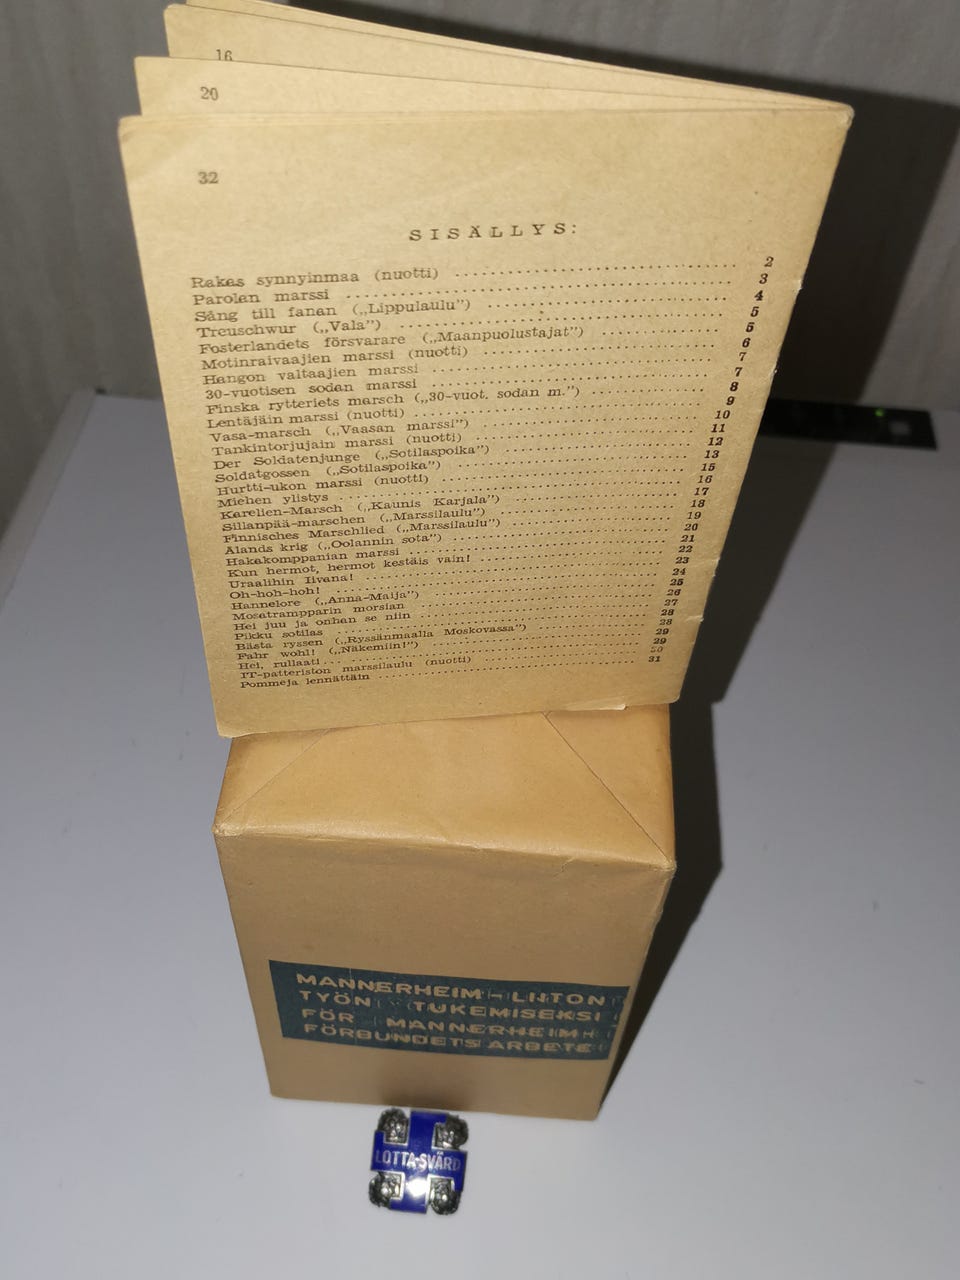 16
20
32
SISÄLLYS:
Rakas synnyinmaa (nuotti) ........ 2
Parolen marssi ........ 3
Sång till fanan („Lippulaulu”) ........ 4
Treuschwur („Vala”) ........ 5
Fosterlandets försvarare („Maanpuolustajat”) ........ 5
Motinraivaajien marssi (nuotti) ........ 6
Hangon valtaajien marssi ........ 7
30-vuotisen sodan marssi ........ 7
Finska rytteriets marsch („30-vuot. sodan m.”) ........ 8
Lentäjäin marssi (nuotti) ........ 9
Vasa-marsch („Vaasan marssi”) ........ 10
Tankintorjujain marssi (nuotti) ........ 11
Der Soldatenjunge („Sotilaspoika”) ........ 12
Soldatgossen („Sotilaspoika”) ........ 13
Hurtti-ukon marssi (nuotti) ........ 15
Miehen ylistys ........ 16
Karelien-Marsch („Kaunis Karjala”) ........ 17
Sillanpää-marschen („Marssilaulu”) ........ 18
Finnisches Marschlied („Marssilaulu”) ........ 19
Ålands krig („Oolannin sota”) ........ 20
Hakakomppanian marssi ........ 21
Kun hermot, hermot kestäis vain! ........ 22
Uraalihin Iivana! ........ 23
Oh-hoh-hoh! ........ 24
Hannelore („Anna-Maija”) ........ 25
Mosatrampparin morsian ........ 26
Hei juu ja onhan se niin ........ 27
Pikku sotilas ........ 28
Bästa ryssen („Ryssänmaalla Moskovassa”) ........ 28
Fahr wohl! („Näkemiin!”) ........ 29
Hei, rullaati... ........ 29
IT-patteriston marssilaulu (nuotti) ........ 30
Pommeja lennättäin ........ 31
MANNERHEIM-LIITON
TYÖN TUKEMISEKSI
FÖR MANNERHEIM-
FÖRBUNDETS ARBETE
LOTTA-SVÄRD